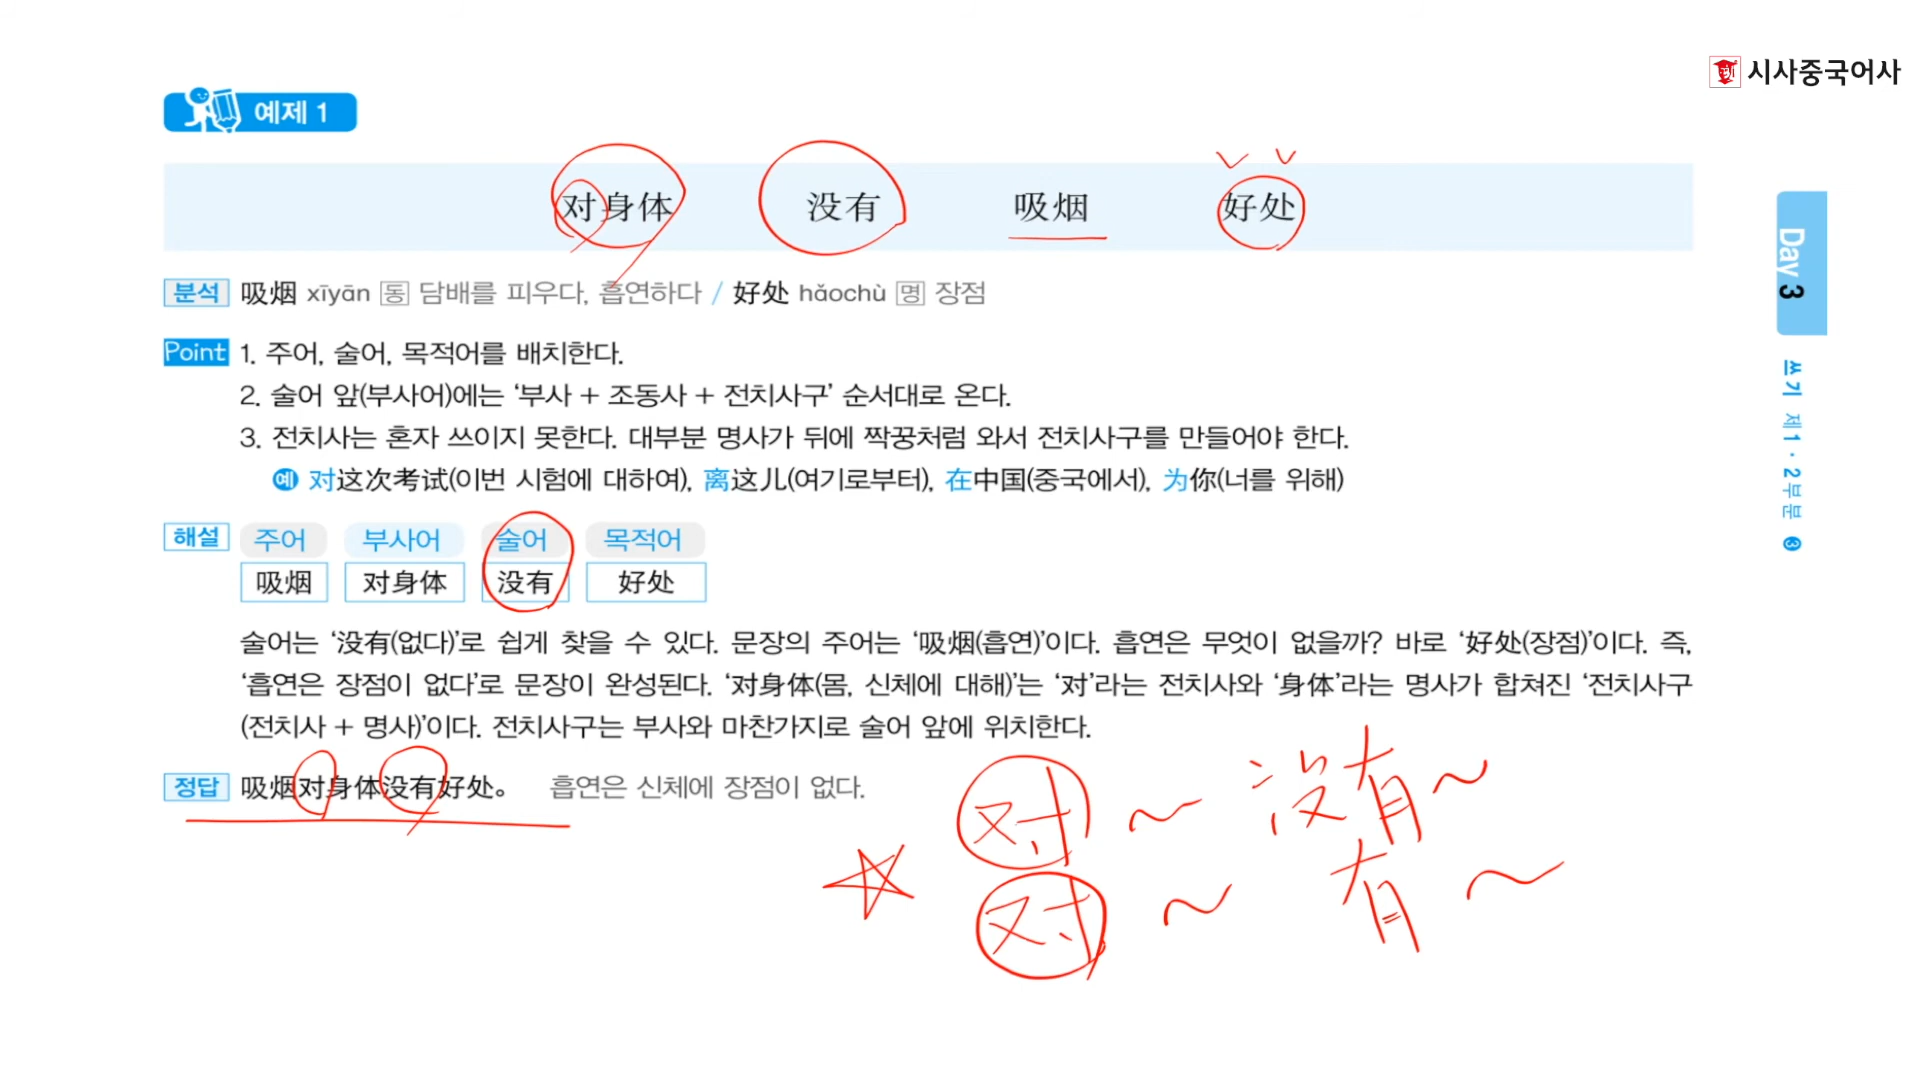 시사중국어사
예제 1
对身体 没有 吸烟 好处
분석 吸烟 xīyān 동 담배를 피우다, 흡연하다 / 好处 hǎochù 명 장점
Point 1. 주어, 술어, 목적어를 배치한다.
2. 술어 앞(부사어)에는 ‘부사 + 조동사 + 전치사구’ 순서대로 온다.
3. 전치사는 혼자 쓰이지 못한다. 대부분 명사가 뒤에 짝꿍처럼 와서 전치사구를 만들어야 한다.
예 对这次考试(이번 시험에 대하여), 离这儿(여기로부터), 在中国(중국에서), 为你(너를 위해)
해설 주어 부사어 술어 목적어
吸烟 对身体 没有 好处
술어는 ‘没有(없다)’로 쉽게 찾을 수 있다. 문장의 주어는 ‘吸烟(흡연)’이다. 흡연은 무엇이 없을까? 바로 ‘好处(장점)’이다. 즉,
‘흡연은 장점이 없다’로 문장이 완성된다. ‘对身体(몸, 신체에 대해)’는 ‘对’라는 전치사와 ‘身体’라는 명사가 합쳐진 ‘전치사구
(전치사 + 명사)’이다. 전치사구는 부사와 마찬가지로 술어 앞에 위치한다.
정답 吸烟对身体没有好处。 흡연은 신체에 장점이 없다.
对 ~ 没有 ~
对 ~ 有 ~
Day 3
쓰기 제1·2부분 3